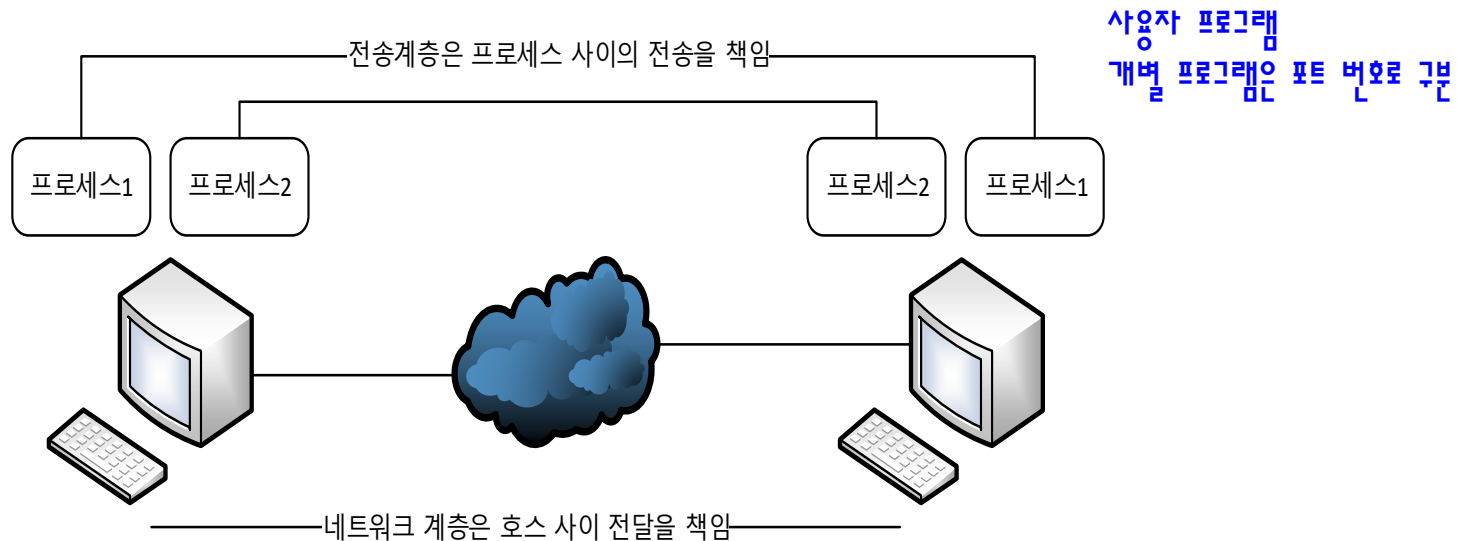 사용자 프로그램
개별 프로그램은 포트 번호로 구분
전송계층은 프로세스 사이의 전송을 책임
프로세스1
프로세스2
프로세스2
프로세스1
네트워크 계층은 호스 사이 전달을 책임